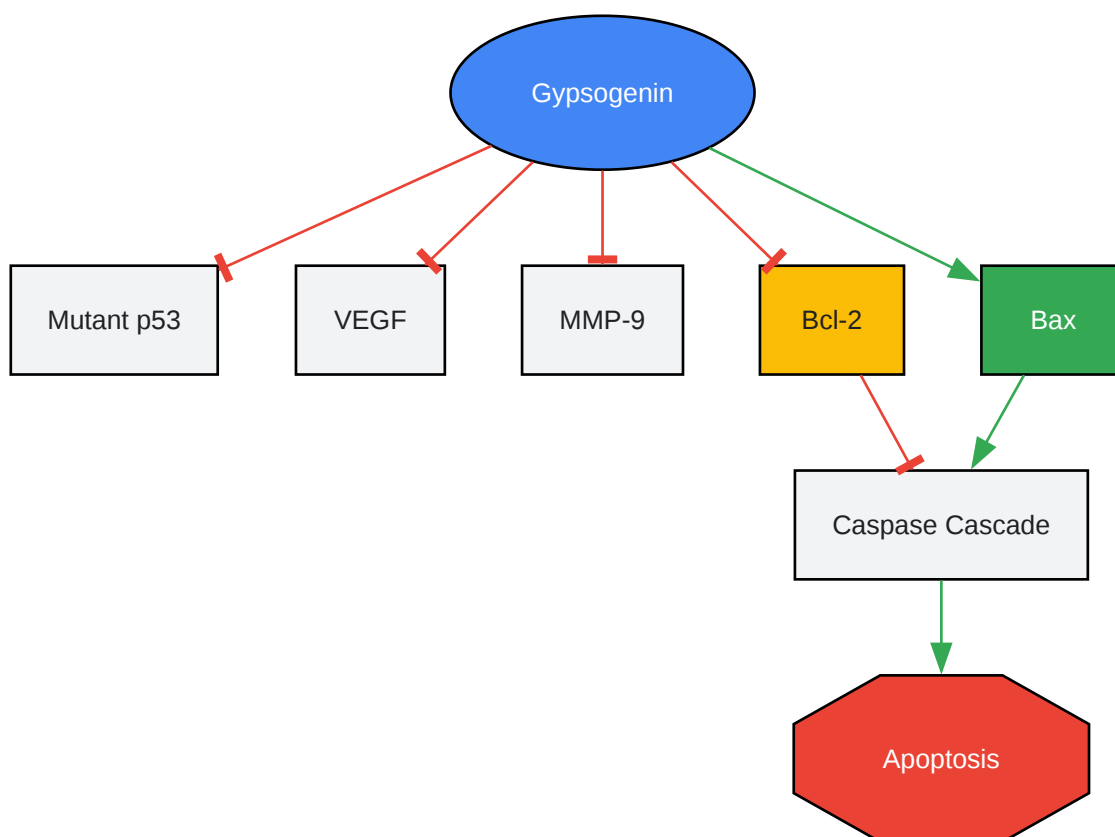 Gypsogenin
Mutant p53
VEGF
MMP-9
Bcl-2
Bax
Caspase Cascade
Apoptosis